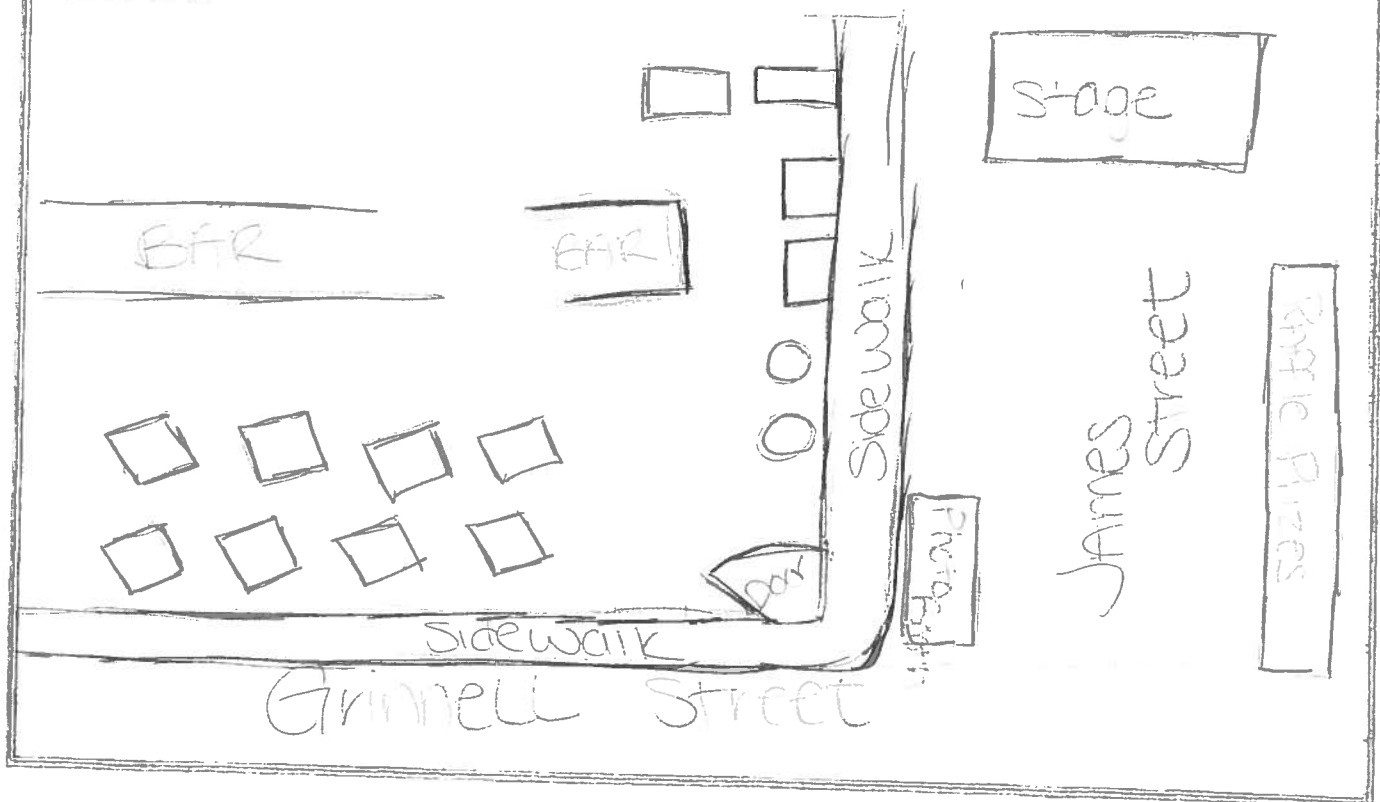 Stage
BAR
BAR
Sidewalk
James
Street
Raffle Prizes
Door
Sidewalk
Grinnell Street